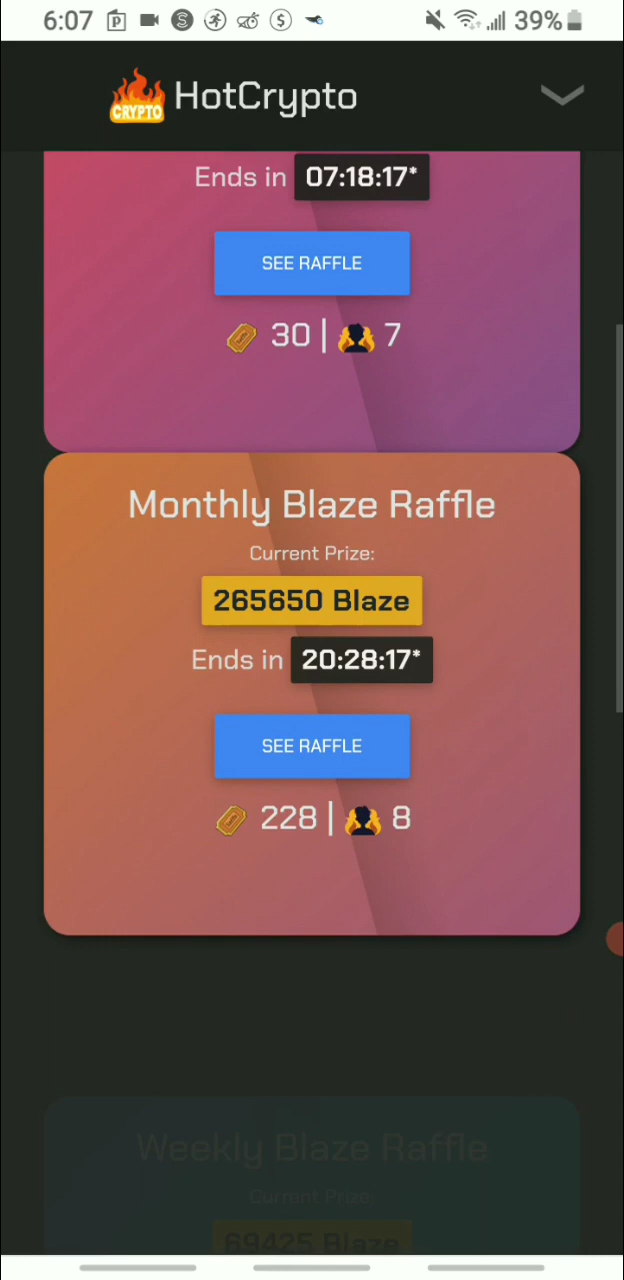 6:07
39%
CRYPTO HotCrypto
Ends in 07:18:17*
SEE RAFFLE
30 | 7
Monthly Blaze Raffle
Current Prize:
265650 Blaze
Ends in 20:28:17*
SEE RAFFLE
228 | 8
Weekly Blaze Raffle
Current Prize:
69425 Blaze